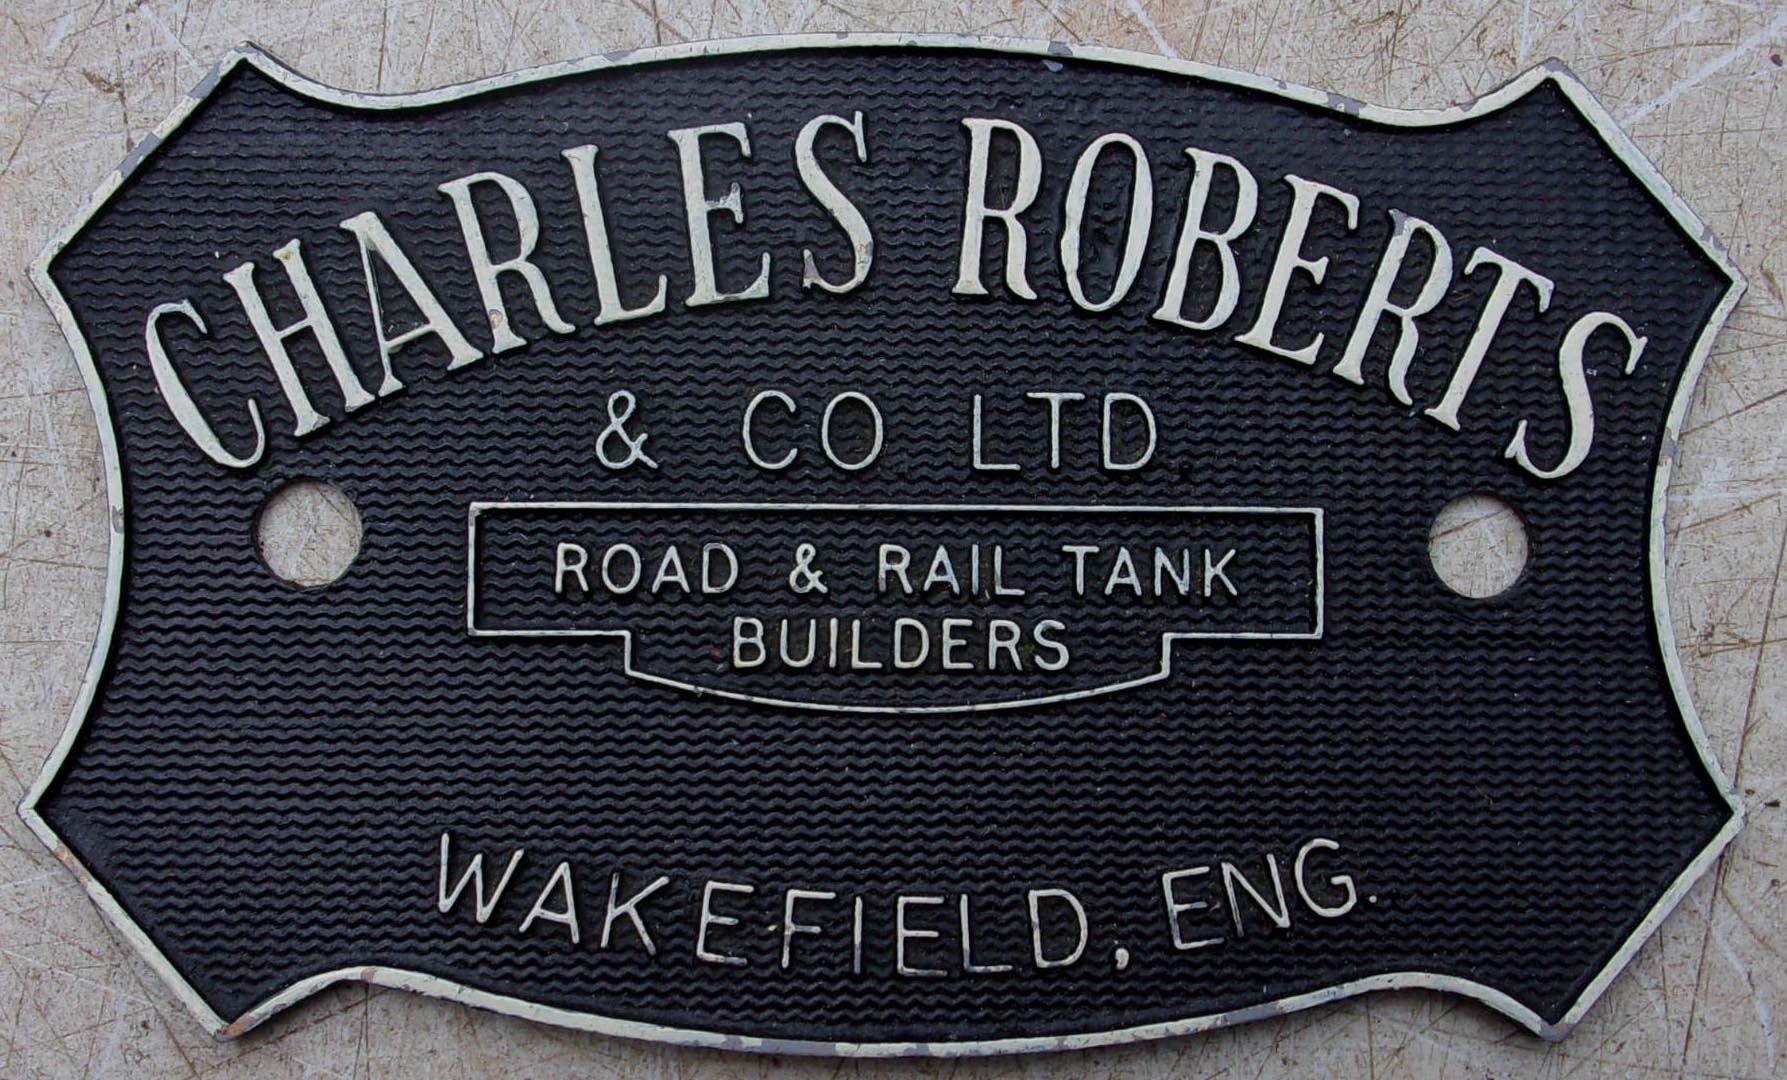 CHARLES ROBERTS
& CO LTD
ROAD & RAIL TANK
BUILDERS
WAKEFIELD, ENG.